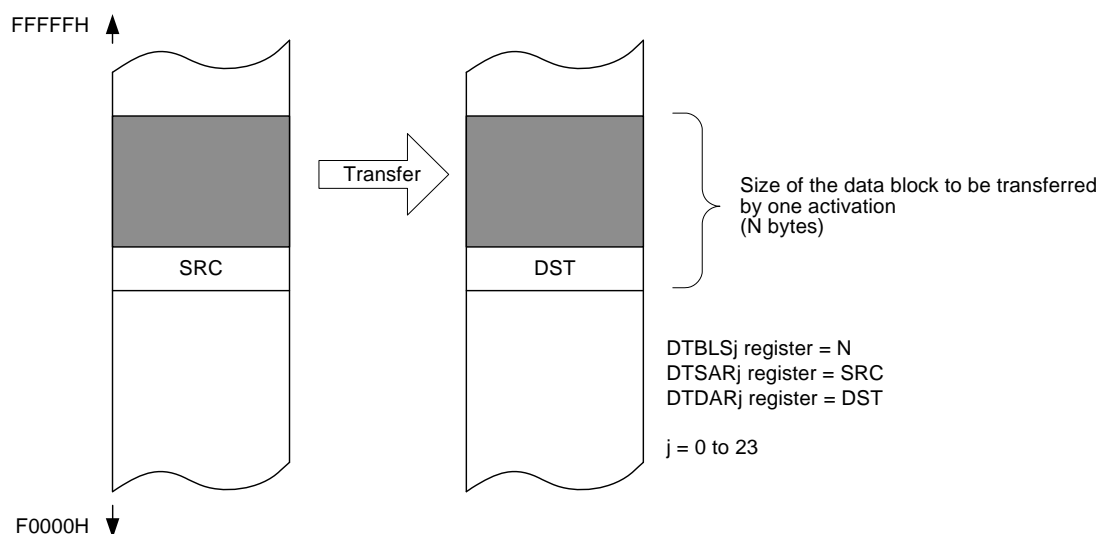 FFFFFH
Transfer
Size of the data block to be transferred
by one activation
(N bytes)
SRC
DST
DTBLSj register = N
DTSARj register = SRC
DTDARj register = DST
j = 0 to 23
F0000H